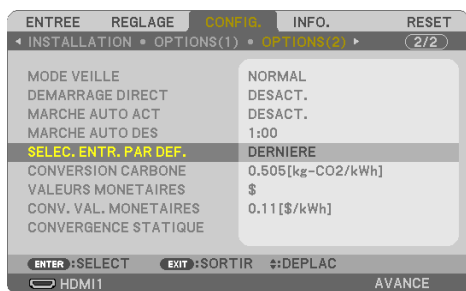 ENTREE REGLAGE CONFIG. INFO. RESET
INSTALLATION • OPTIONS(1) • OPTIONS(2) 2/2
MODE VEILLE NORMAL
DEMARRAGE DIRECT DESACT.
MARCHE AUTO ACT DESACT.
MARCHE AUTO DES 1:00
SELEC. ENTR. PAR DEF. DERNIERE
CONVERSION CARBONE 0.505[kg-CO2/kWh]
VALEURS MONETAIRES $
CONV. VAL. MONETAIRES 0.11[$/kWh]
CONVERGENCE STATIQUE
ENTER :SELECT EXIT :SORTIR :DEPLAC
HDMI1 AVANCE